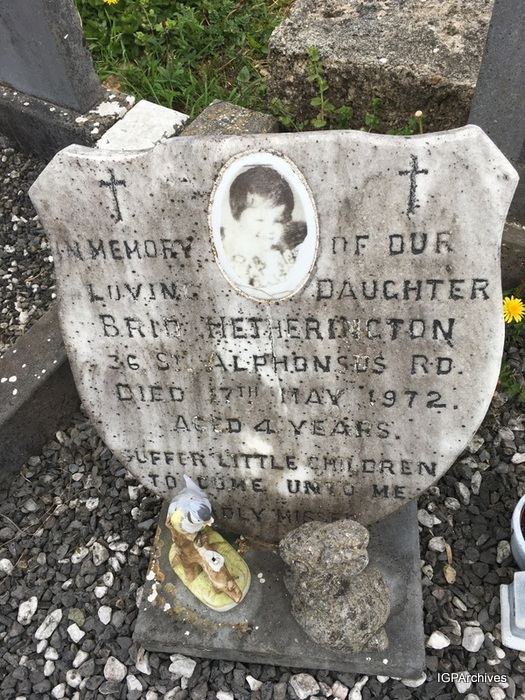 IN MEMORY OF OUR
LOVING DAUGHTER
BRID HETHERINGTON
36 ST ALPHONSUS RD.
DIED 17TH MAY 1972.
AGED 4 YEARS.
SUFFER LITTLE CHILDREN
TO COME UNTO ME
IGPArchives